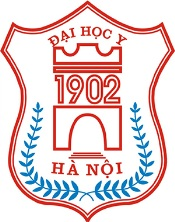 ĐẠI HỌC Y
1902
HÀ NỘI